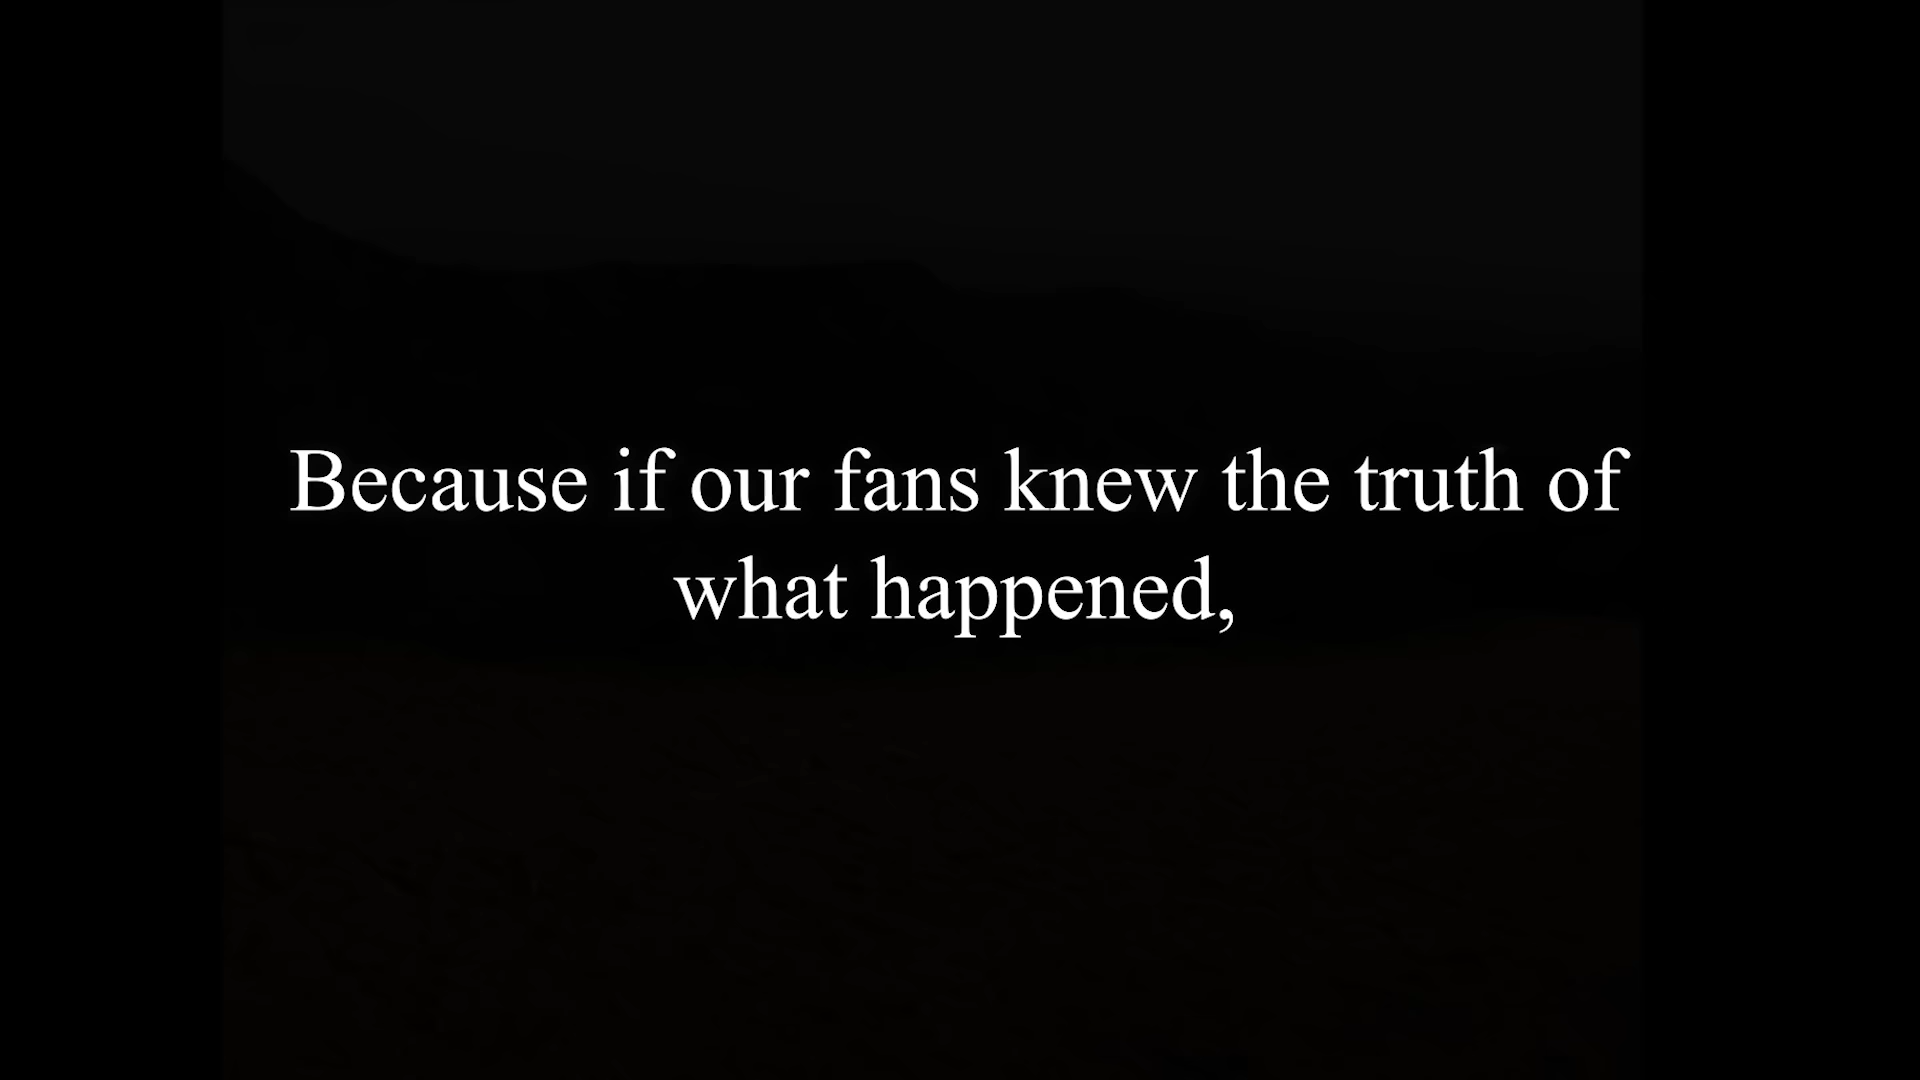 Because if our fans knew the truth of
what happened,